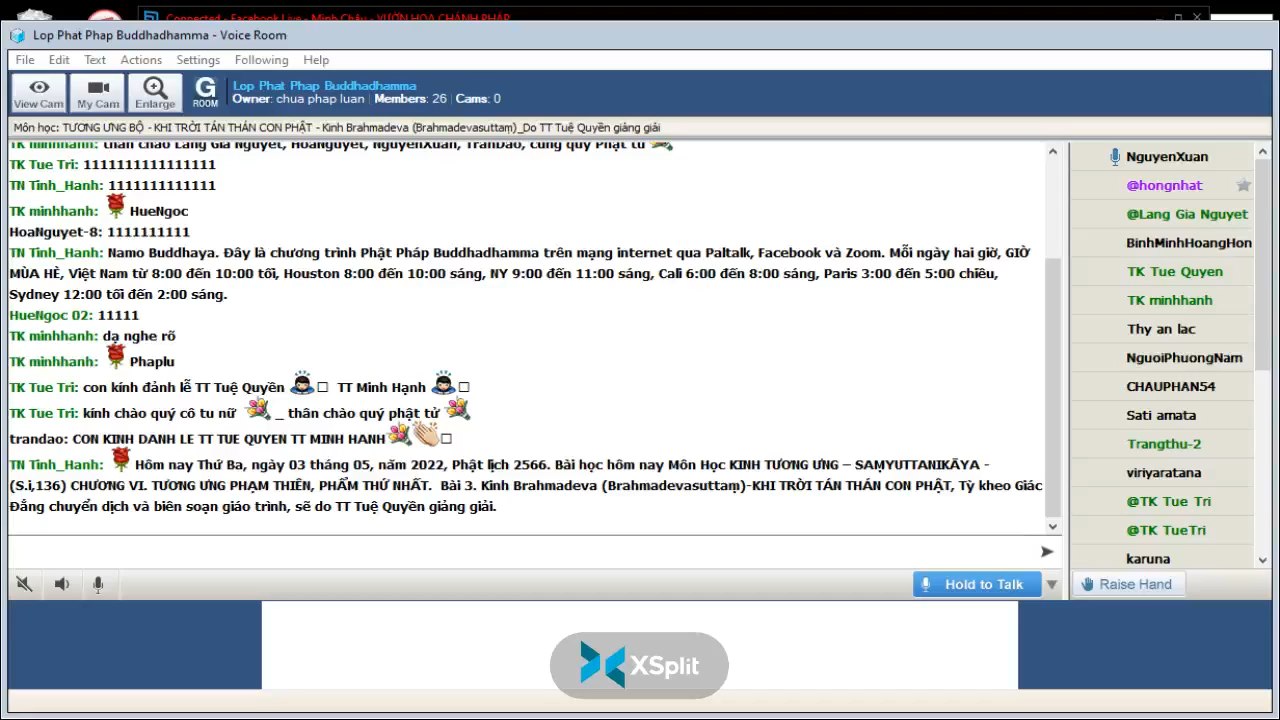 Connected - Facebook Live - Minh Châu - VƯỜN HOA CHÁNH PHÁP
Lop Phat Phap Buddhadhamma - Voice Room
File Edit Text Actions Settings Following Help
View Cam My Cam Enlarge G ROOM
Lop Phat Phap Buddhadhamma
Owner: chua phap luan | Members: 26 | Cams: 0
Môn học: TƯƠNG ƯNG BỘ - KHI TRỜI TÁN THÁN CON PHẬT - Kinh Brahmadeva (Brahmadevasuttaṃ)_Do TT Tuệ Quyền giảng giải
TK minhhanh: thân chào Lang Gia Nguyet, HoaNguyet, NguyenXuan, TranDao, cùng quý Phật tử
TK Tue Tri: 1111111111111111
TN Tinh_Hanh: 1111111111111
TK minhhanh: HueNgoc
HoaNguyet-8: 1111111111
TN Tinh_Hanh: Namo Buddhaya. Đây là chương trình Phật Pháp Buddhadhamma trên mạng internet qua Paltalk, Facebook và Zoom. Mỗi ngày hai giờ, GIỜ
MÙA HÈ, Việt Nam từ 8:00 đến 10:00 tối, Houston 8:00 đến 10:00 sáng, NY 9:00 đến 11:00 sáng, Cali 6:00 đến 8:00 sáng, Paris 3:00 đến 5:00 chiều,
Sydney 12:00 tối đến 2:00 sáng.
HueNgoc 02: 11111
TK minhhanh: dạ nghe rõ
TK minhhanh: Phaplu
TK Tue Tri: con kính đảnh lễ TT Tuệ Quyền TT Minh Hạnh
TK Tue Tri: kính chào quý cô tu nữ _ thân chào quý phật tử
trandao: CON KINH DANH LE TT TUE QUYEN TT MINH HANH
TN Tinh_Hanh: Hôm nay Thứ Ba, ngày 03 tháng 05, năm 2022, Phật lịch 2566. Bài học hôm nay Môn Học KINH TƯƠNG ƯNG – SAṂYUTTANIKĀYA -
(S.i,136) CHƯƠNG VI. TƯƠNG ƯNG PHẠM THIÊN, PHẨM THỨ NHẤT. Bài 3. Kinh Brahmadeva (Brahmadevasuttaṃ)-KHI TRỜI TÁN THÁN CON PHẬT, Tỳ kheo Giác
Đẳng chuyển dịch và biên soạn giáo trình, sẽ do TT Tuệ Quyền giảng giải.
NguyenXuan
@hongnhat
@Lang Gia Nguyet
BinhMinhHoangHon
TK Tue Quyen
TK minhhanh
Thy an lac
NguoiPhuongNam
CHAUPHAN54
Sati amata
Trangthu-2
viriyaratana
@TK Tue Tri
@TK TueTri
karuna
Hold to Talk
Raise Hand
XSplit